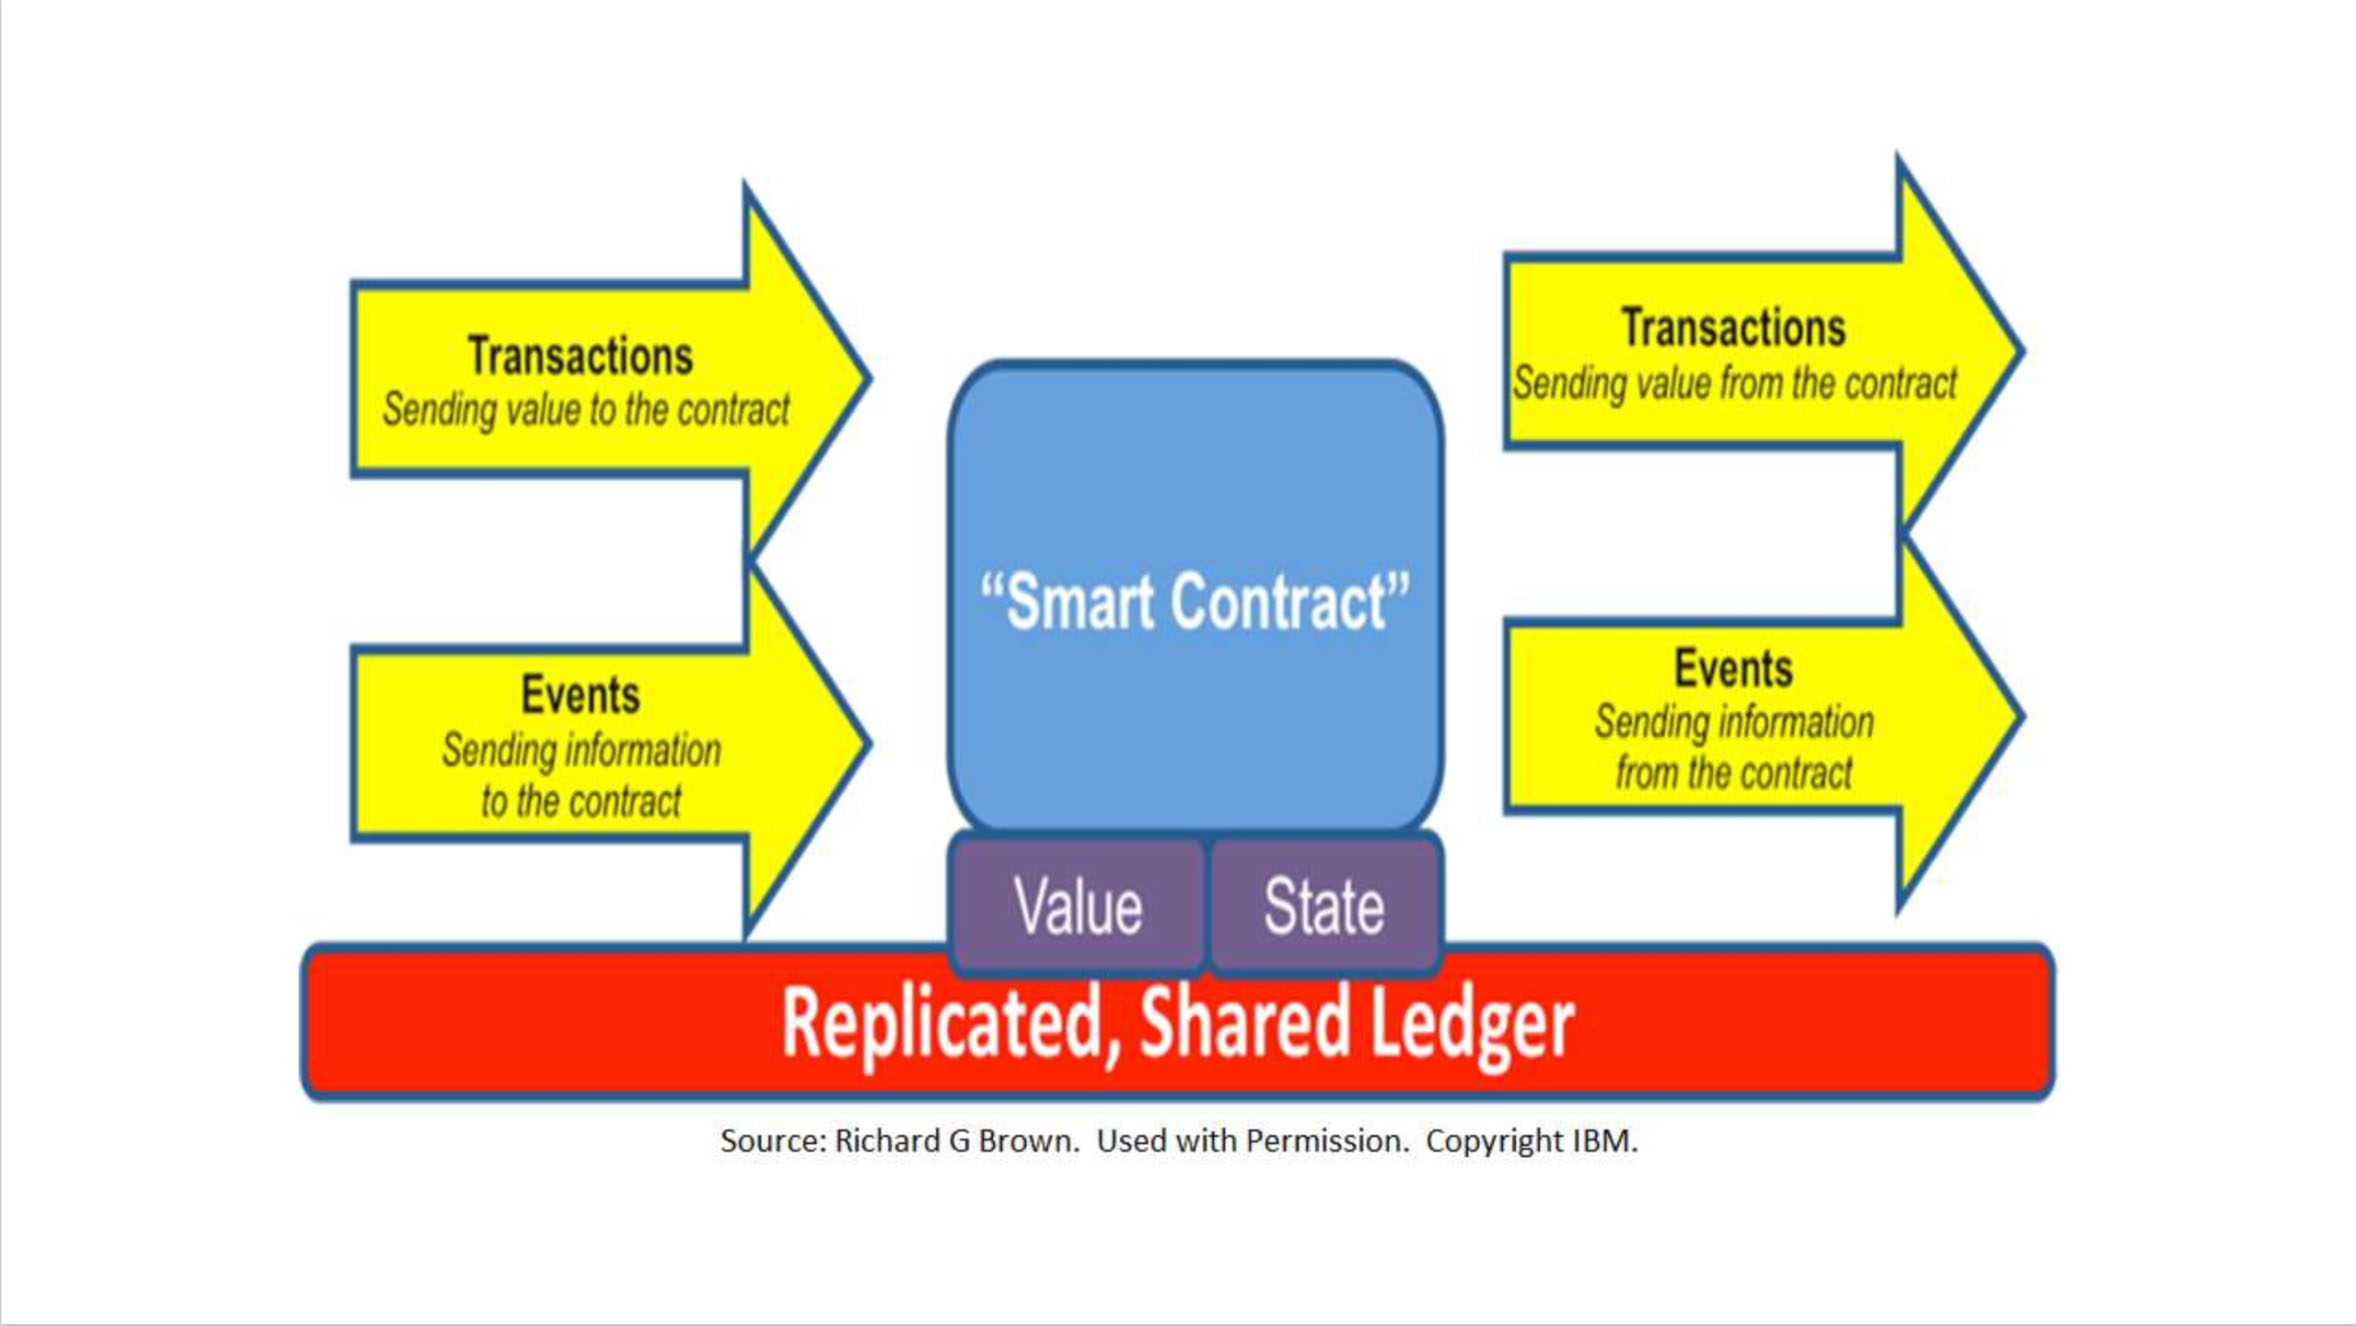 Transactions
Sending value to the contract
Events
Sending information
to the contract
“Smart Contract”
Value
State
Transactions
Sending value from the contract
Events
Sending information
from the contract
Replicated, Shared Ledger
Source: Richard G Brown.  Used with Permission.  Copyright IBM.